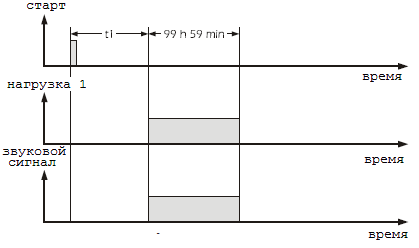 старт
t1
99 h 59 min
время
нагрузка 1
время
звуковой
сигнал
время